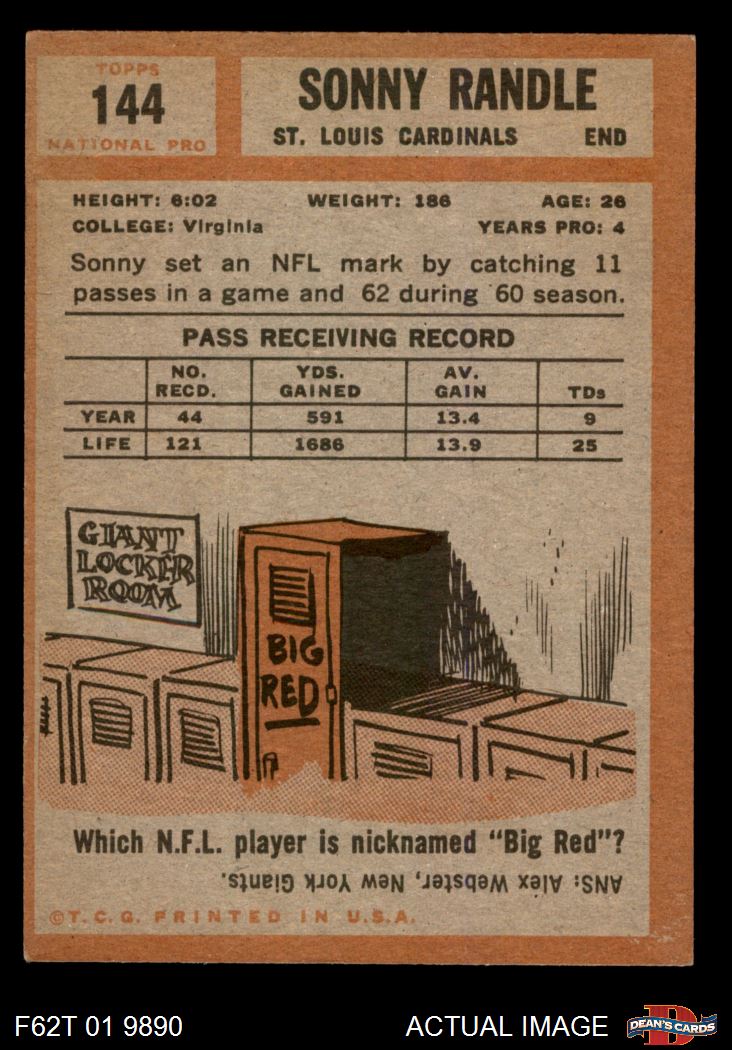 TOPPS
144
NATIONAL PRO
SONNY RANDLE
ST. LOUIS CARDINALS END
HEIGHT: 6:02 WEIGHT: 186 AGE: 26
COLLEGE: Virginia YEARS PRO: 4
Sonny set an NFL mark by catching 11
passes in a game and 62 during '60 season.
PASS RECEIVING RECORD
NO. RECD. YDS. GAINED AV. GAIN TDs
YEAR 44 591 13.4 9
LIFE 121 1686 13.9 25
GIANT
LOCKER
ROOM
BIG
RED
Which N.F.L. player is nicknamed "Big Red"?
ANS: Alex Webster, New York Giants.
©T.C.G. PRINTED IN U.S.A.
F62T 01 9890 ACTUAL IMAGE
D
DEAN'S CARDS